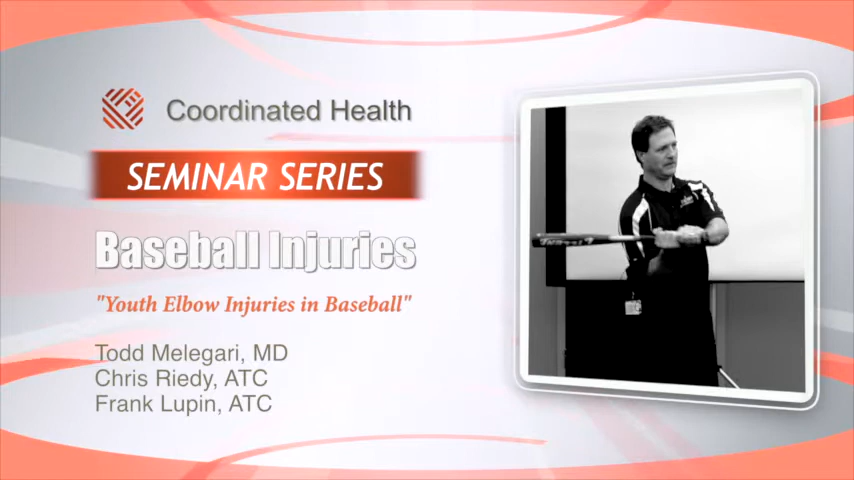 Coordinated Health
SEMINAR SERIES
Baseball Injuries
"Youth Elbow Injuries in Baseball"
Todd Melegari, MD
Chris Riedy, ATC
Frank Lupin, ATC